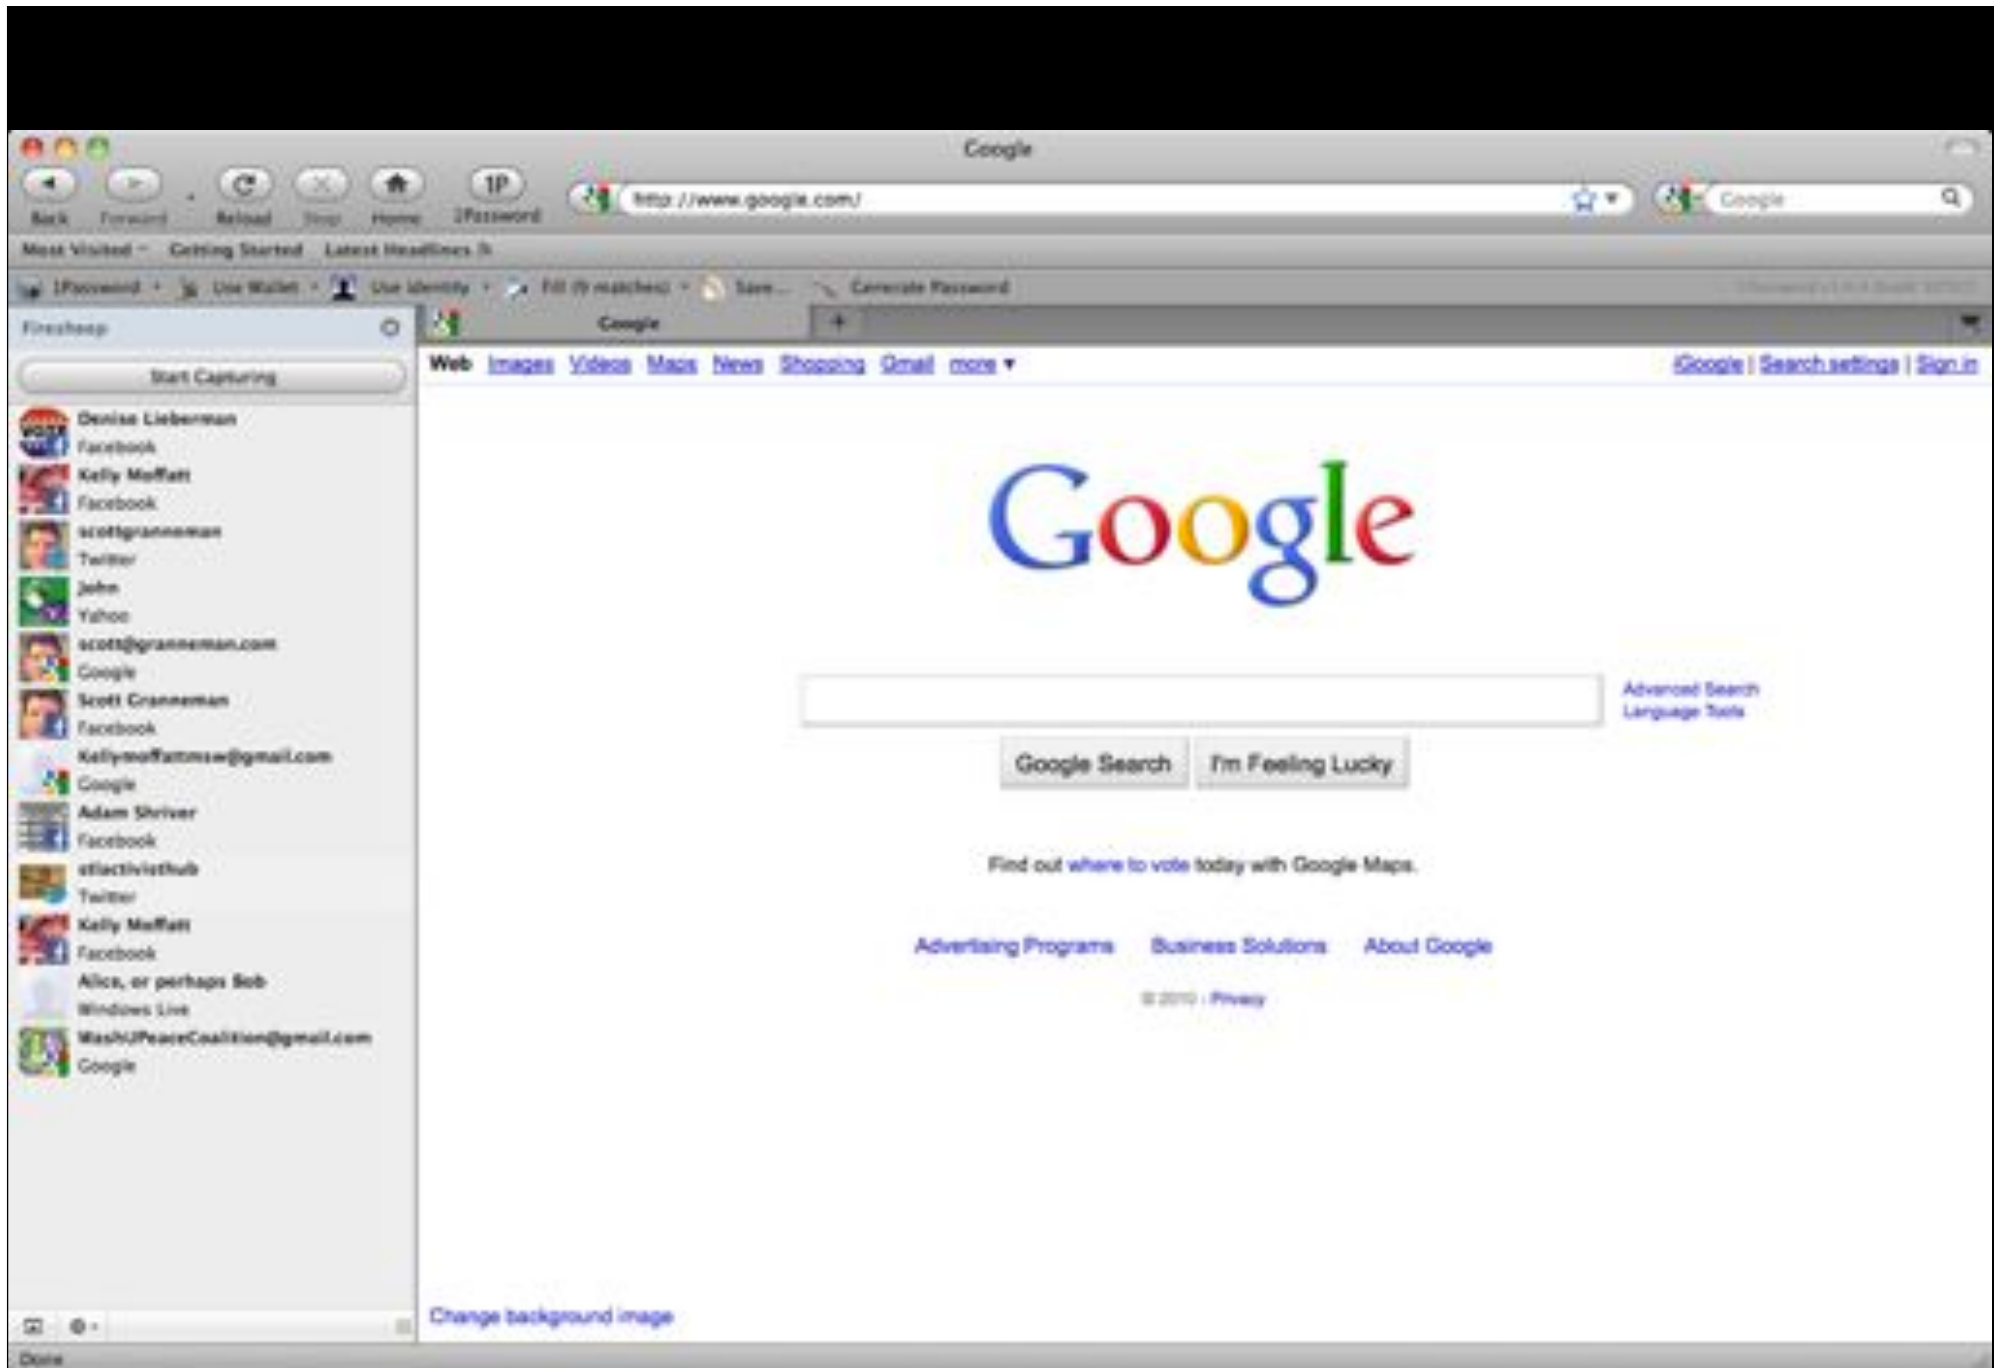 Google
1P
Back Forward Reload Stop Home 1Password
http://www.google.com/
Google
Most Visited Getting Started Latest Headlines
1Password Use Wallet Use Identity Fill (9 matches) Save... Generate Password
Firesheep
Google
+
Start Capturing
Web Images Videos Maps News Shopping Gmail more ▼
iGoogle | Search settings | Sign in
Denise Lieberman
Facebook
Kelly Moffatt
Facebook
scottgranneman
Twitter
John
Yahoo
scott@granneman.com
Google
Scott Granneman
Facebook
Kellymoffattmsw@gmail.com
Google
Adam Shriver
Facebook
stlactivisthub
Twitter
Kelly Moffatt
Facebook
Alice, or perhaps Bob
Windows Live
WashUPeaceCoalition@gmail.com
Google
Google
Advanced Search
Language Tools
Google Search I'm Feeling Lucky
Find out where to vote today with Google Maps.
Advertising Programs Business Solutions About Google
© 2010 - Privacy
Change background image
Done